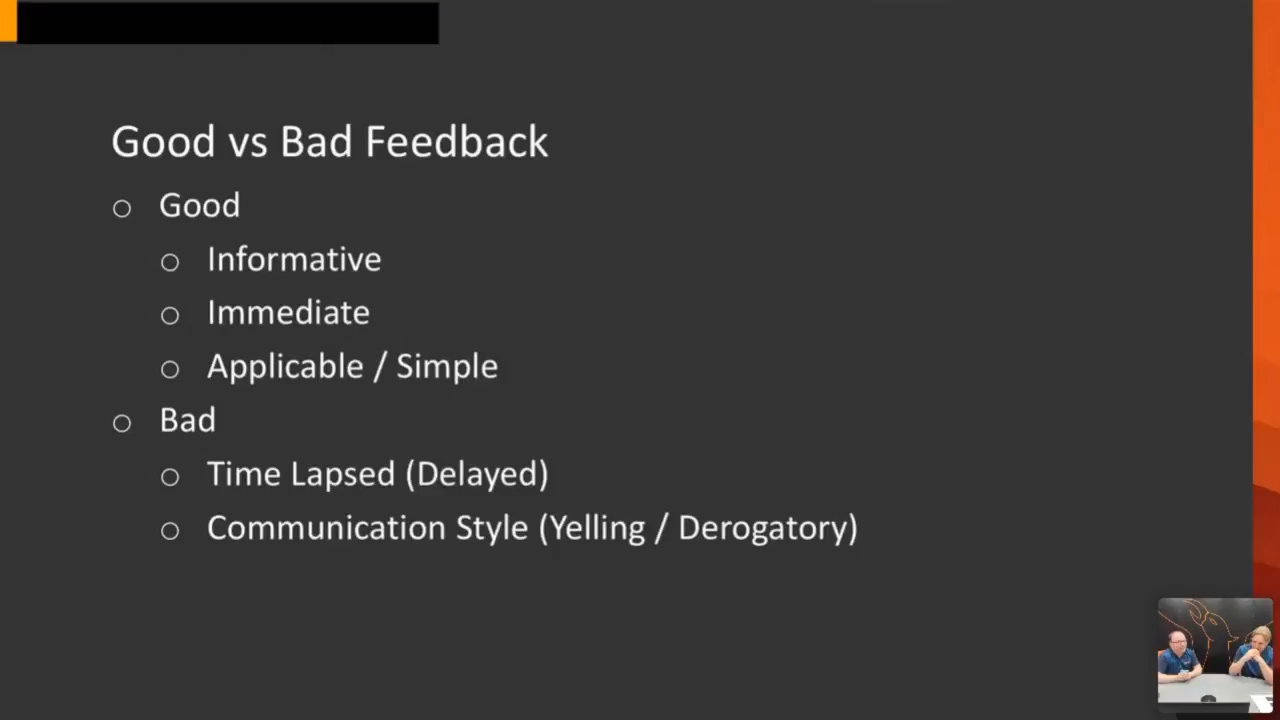 Good vs Bad Feedback
Good
Informative
Immediate
Applicable / Simple
Bad
Time Lapsed (Delayed)
Communication Style (Yelling / Derogatory)